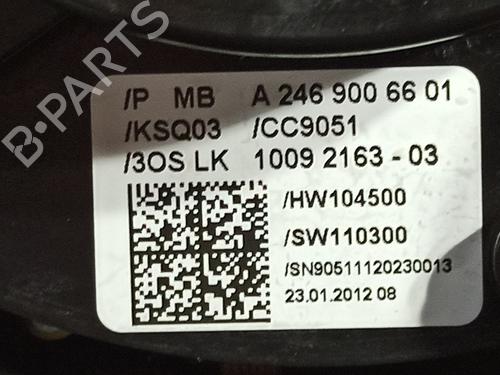 B-PARTS
/P MB A 246 900 66 01
/KSQ03 /CC9051
/3OS LK 1009 2163 - 03
/HW104500
/SW110300
/SN90511120230013
23.01.2012 08